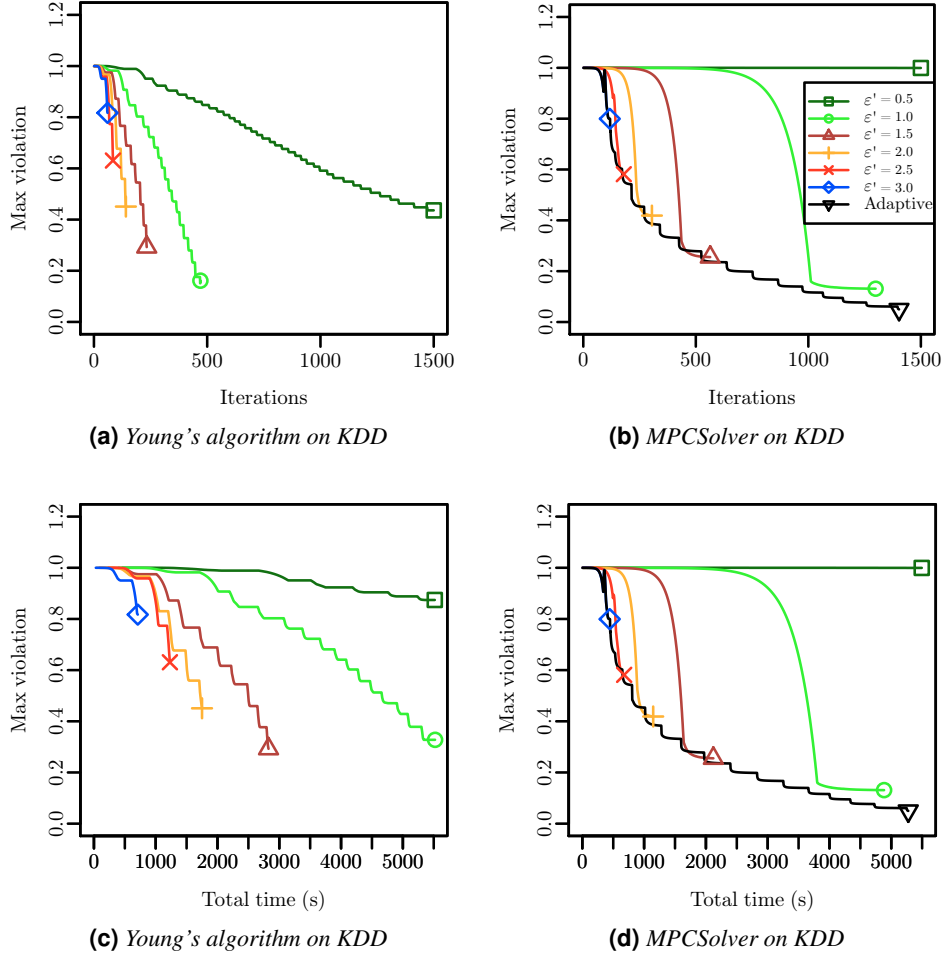 Max violation
0.0 0.2 0.4 0.6 0.8 1.0 1.2
0 500 1000 1500
Iterations
(a) Young's algorithm on KDD
Max violation
0.0 0.2 0.4 0.6 0.8 1.0 1.2
ε' = 0.5
ε' = 1.0
ε' = 1.5
ε' = 2.0
ε' = 2.5
ε' = 3.0
Adaptive
0 500 1000 1500
Iterations
(b) MPCSolver on KDD
Max violation
0.0 0.2 0.4 0.6 0.8 1.0 1.2
0 1000 2000 3000 4000 5000
Total time (s)
(c) Young's algorithm on KDD
Max violation
0.0 0.2 0.4 0.6 0.8 1.0 1.2
0 1000 2000 3000 4000 5000
Total time (s)
(d) MPCSolver on KDD